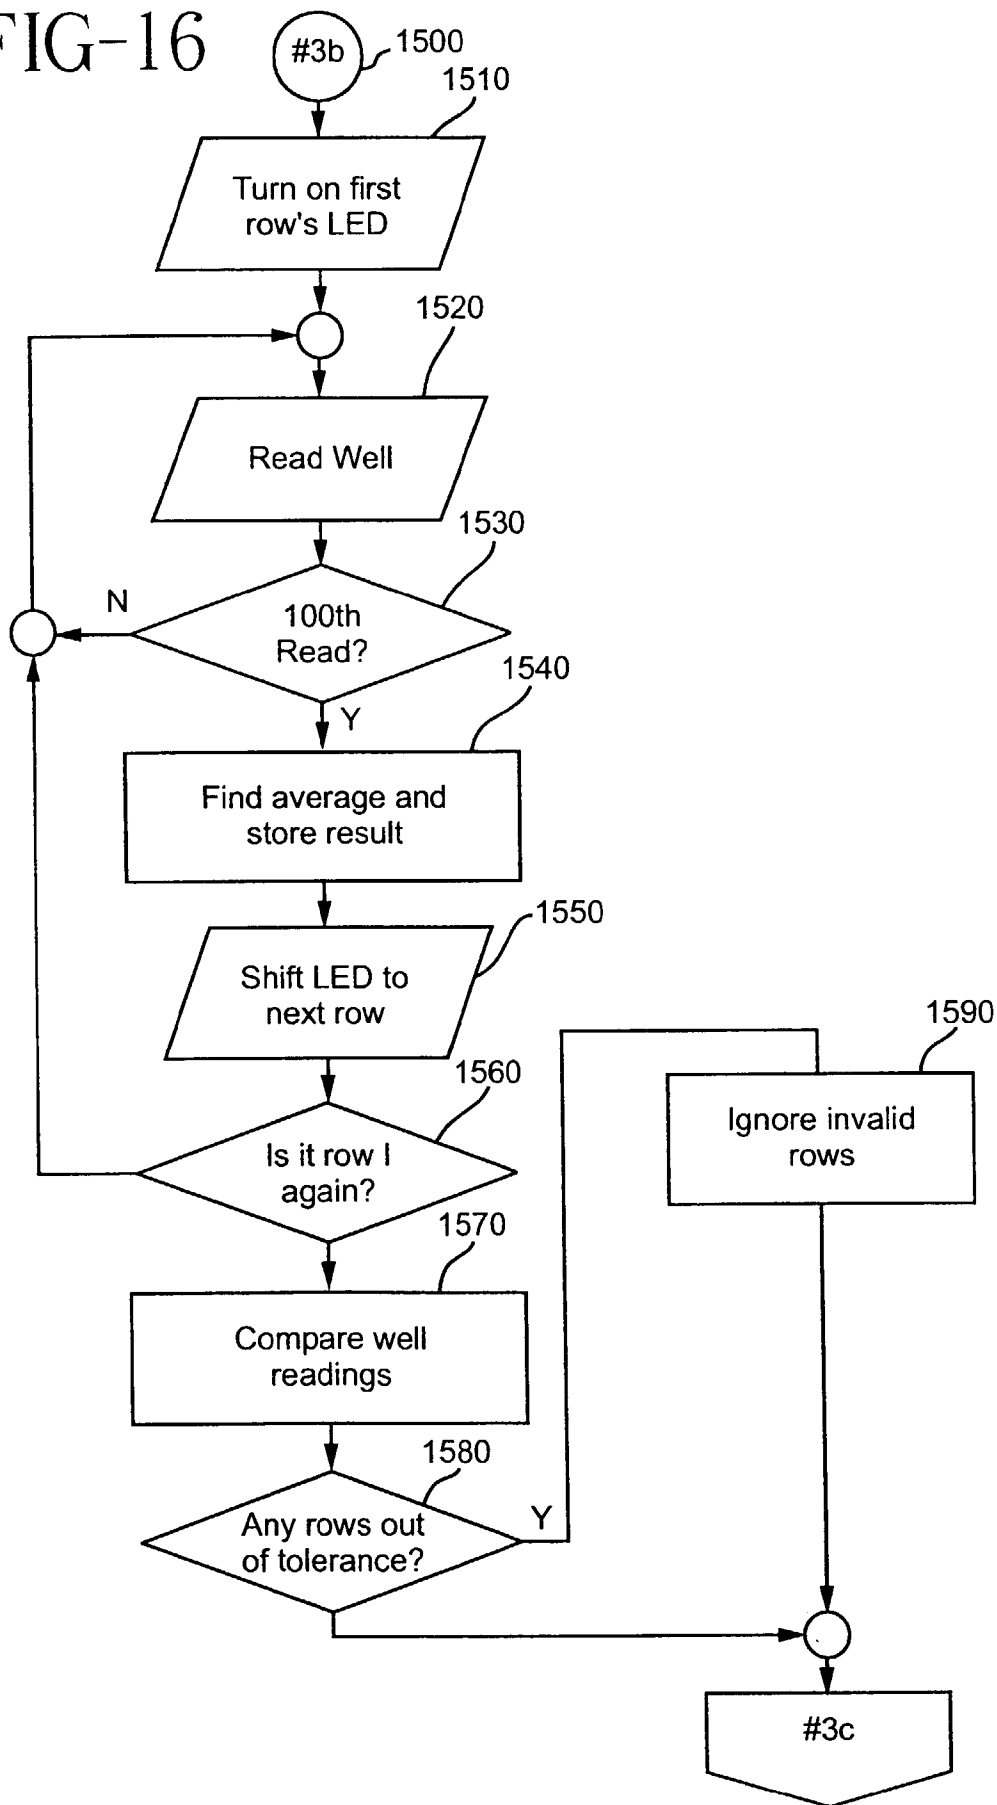 FIG-16
#3b
1500
1510
Turn on first
row's LED
1520
Read Well
1530
100th
Read?
N
Y
1540
Find average and
store result
1550
Shift LED to
next row
1560
Is it row I
again?
1570
Compare well
readings
1580
Any rows out
of tolerance?
Y
1590
Ignore invalid
rows
#3c